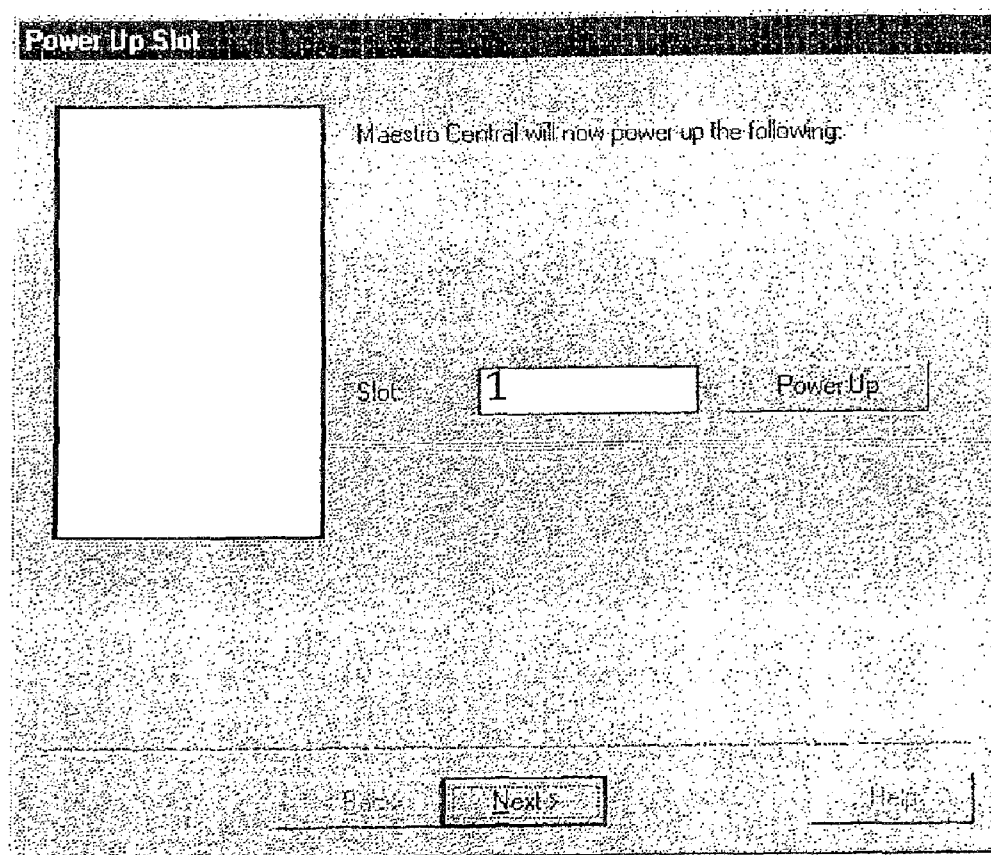 Power Up Slot
Maestro Central will now power up the following:
Slot: 1 Power Up
Back Next > Help